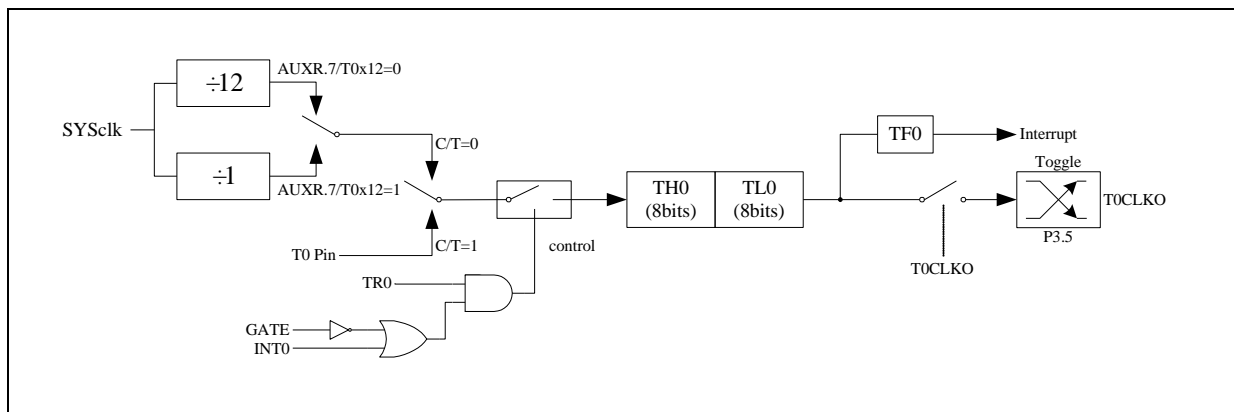 ÷12
AUXR.7/T0x12=0
SYSclk
÷1
AUXR.7/T0x12=1
C/T=0
C/T=1
T0 Pin
control
TR0
GATE
INT0
TH0
(8bits)
TL0
(8bits)
TF0
Interrupt
Toggle
T0CLKO
P3.5
T0CLKO